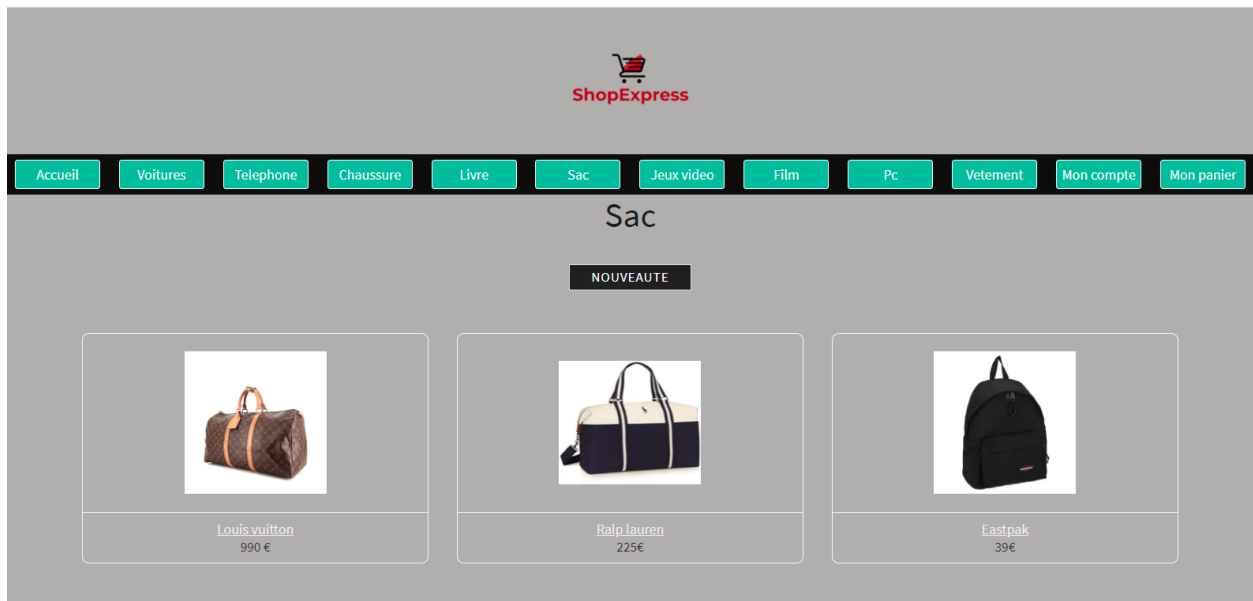 ShopExpress
Accueil Voitures Telephone Chaussure Livre Sac Jeux video Film Pc Vetement Mon compte Mon panier
Sac
NOUVEAUTE
Louis vuitton
990 €
Ralp lauren
225€
Eastpak
39€